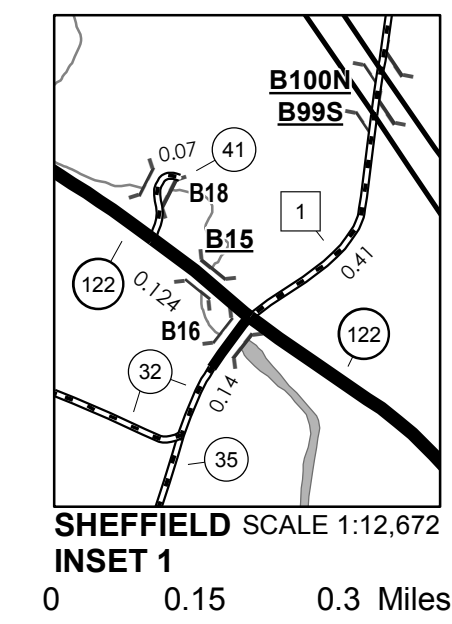 B100N
B99S
0.07
41
B18
1
B15
0.41
122
0.124
122
B16
32
0.14
35
SHEFFIELD SCALE 1:12,672
INSET 1
0 0.15 0.3 Miles